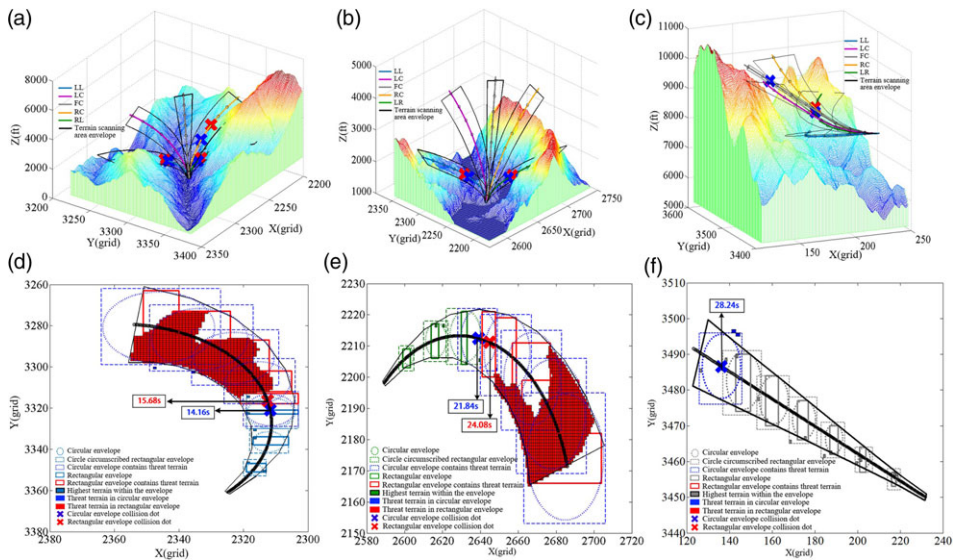 (a)
8000
6000
4000
2000
0
Z(ft)
LL
LC
FC
RC
RL
Terrain scanning
area envelope
3200
3250
3300
3350
3400
Y(grid)
2350
2300
2250
2200
X(grid)
(b)
5000
4000
3000
2000
1000
Z(ft)
LL
LC
FC
RC
LR
Terrain scanning
area envelope
2350
2300
2250
2200
Y(grid)
2600
2650
2700
2750
X(grid)
(c)
11000
10000
9000
8000
7000
6000
5000
Z(ft)
LL
LC
FC
RC
LR
Terrain scanning
area envelope
3600
3500
3400
Y(grid)
150
200
250
X(grid)
(d)
3260
3280
3300
3320
3340
3360
3380
Y(grid)
15.68s
14.16s
Circular envelope
Circle circumscribed rectangular envelope
Circular envelope contains threat terrain
Rectangular envelope
Rectangular envelope contains threat terrain
Highest terrain within the envelope
Threat terrain in circular envelope
Threat terrain in rectangular envelope
Circular envelope collision dot
Rectangular envelope collision dot
2360
2340
2320
2300
X(grid)
(e)
2230
2220
2210
2200
2190
2180
2170
2160
2150
Y(grid)
21.84s
24.08s
Circular envelope
Circle circumscribed rectangular envelope
Circular envelope contains threat terrain
Rectangular envelope
Rectangular envelope contains threat terrain
Highest terrain within the envelope
Threat terrain in circular envelope
Threat terrain in rectangular envelope
Circular envelope collision dot
Rectangular envelope collision dot
2580
2600
2620
2640
2660
2680
2700
X(grid)
(f)
3510
3500
3490
3480
3470
3460
3450
3440
Y(grid)
28.24s
Circular envelope
Circle circumscribed rectangular envelope
Circular envelope contains threat terrain
Rectangular envelope
Rectangular envelope contains threat terrain
Highest terrain within the envelope
Threat terrain in circular envelope
Threat terrain in rectangular envelope
Circular envelope collision dot
Rectangular envelope collision dot
120
140
160
180
200
220
240
X(grid)